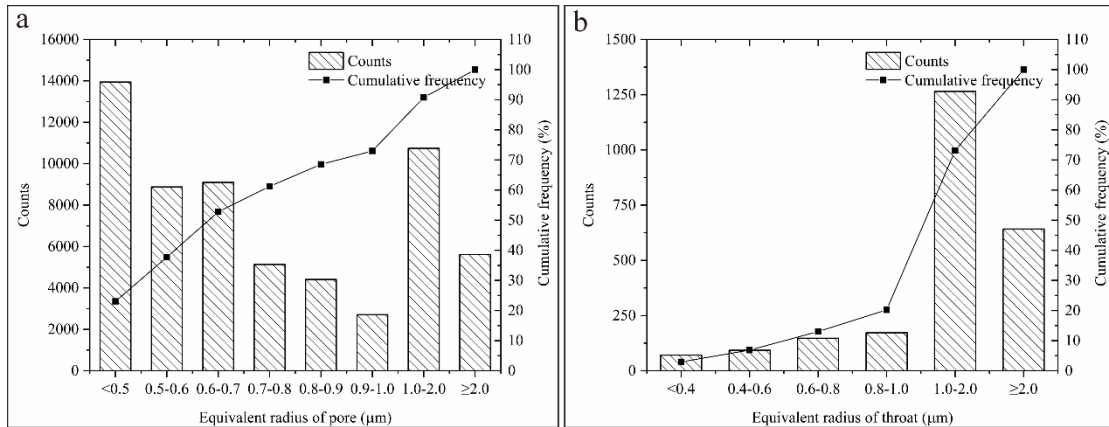 a
16000
14000
12000
10000
8000
6000
4000
2000
0
Counts
Counts
Cumulative frequency
110
100
90
80
70
60
50
40
30
20
10
0
Cumulative frequency (%)
<0.5 0.5-0.6 0.6-0.7 0.7-0.8 0.8-0.9 0.9-1.0 1.0-2.0 ≥2.0
Equivalent radius of pore (μm)
b
1500
1250
1000
750
500
250
0
Counts
Counts
Cumulative frequency
110
100
90
80
70
60
50
40
30
20
10
0
Cumulative frequency (%)
<0.4 0.4-0.6 0.6-0.8 0.8-1.0 1.0-2.0 ≥2.0
Equivalent radius of throat (μm)